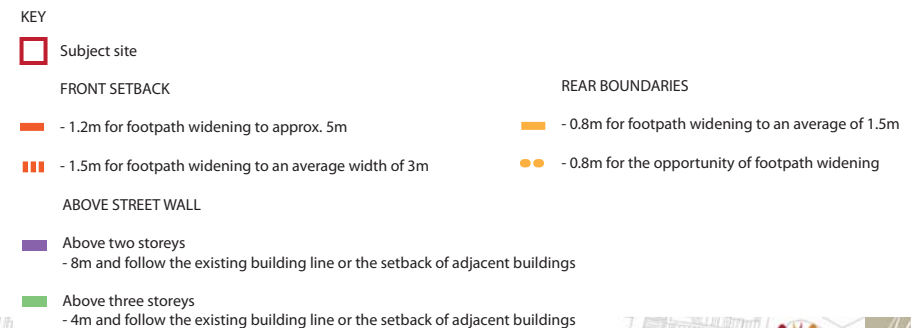 KEY
Subject site
FRONT SETBACK
- 1.2m for footpath widening to approx. 5m
- 1.5m for footpath widening to an average width of 3m
REAR BOUNDARIES
- 0.8m for footpath widening to an average of 1.5m
- 0.8m for the opportunity of footpath widening
ABOVE STREET WALL
Above two storeys
- 8m and follow the existing building line or the setback of adjacent buildings
Above three storeys
- 4m and follow the existing building line or the setback of adjacent buildings